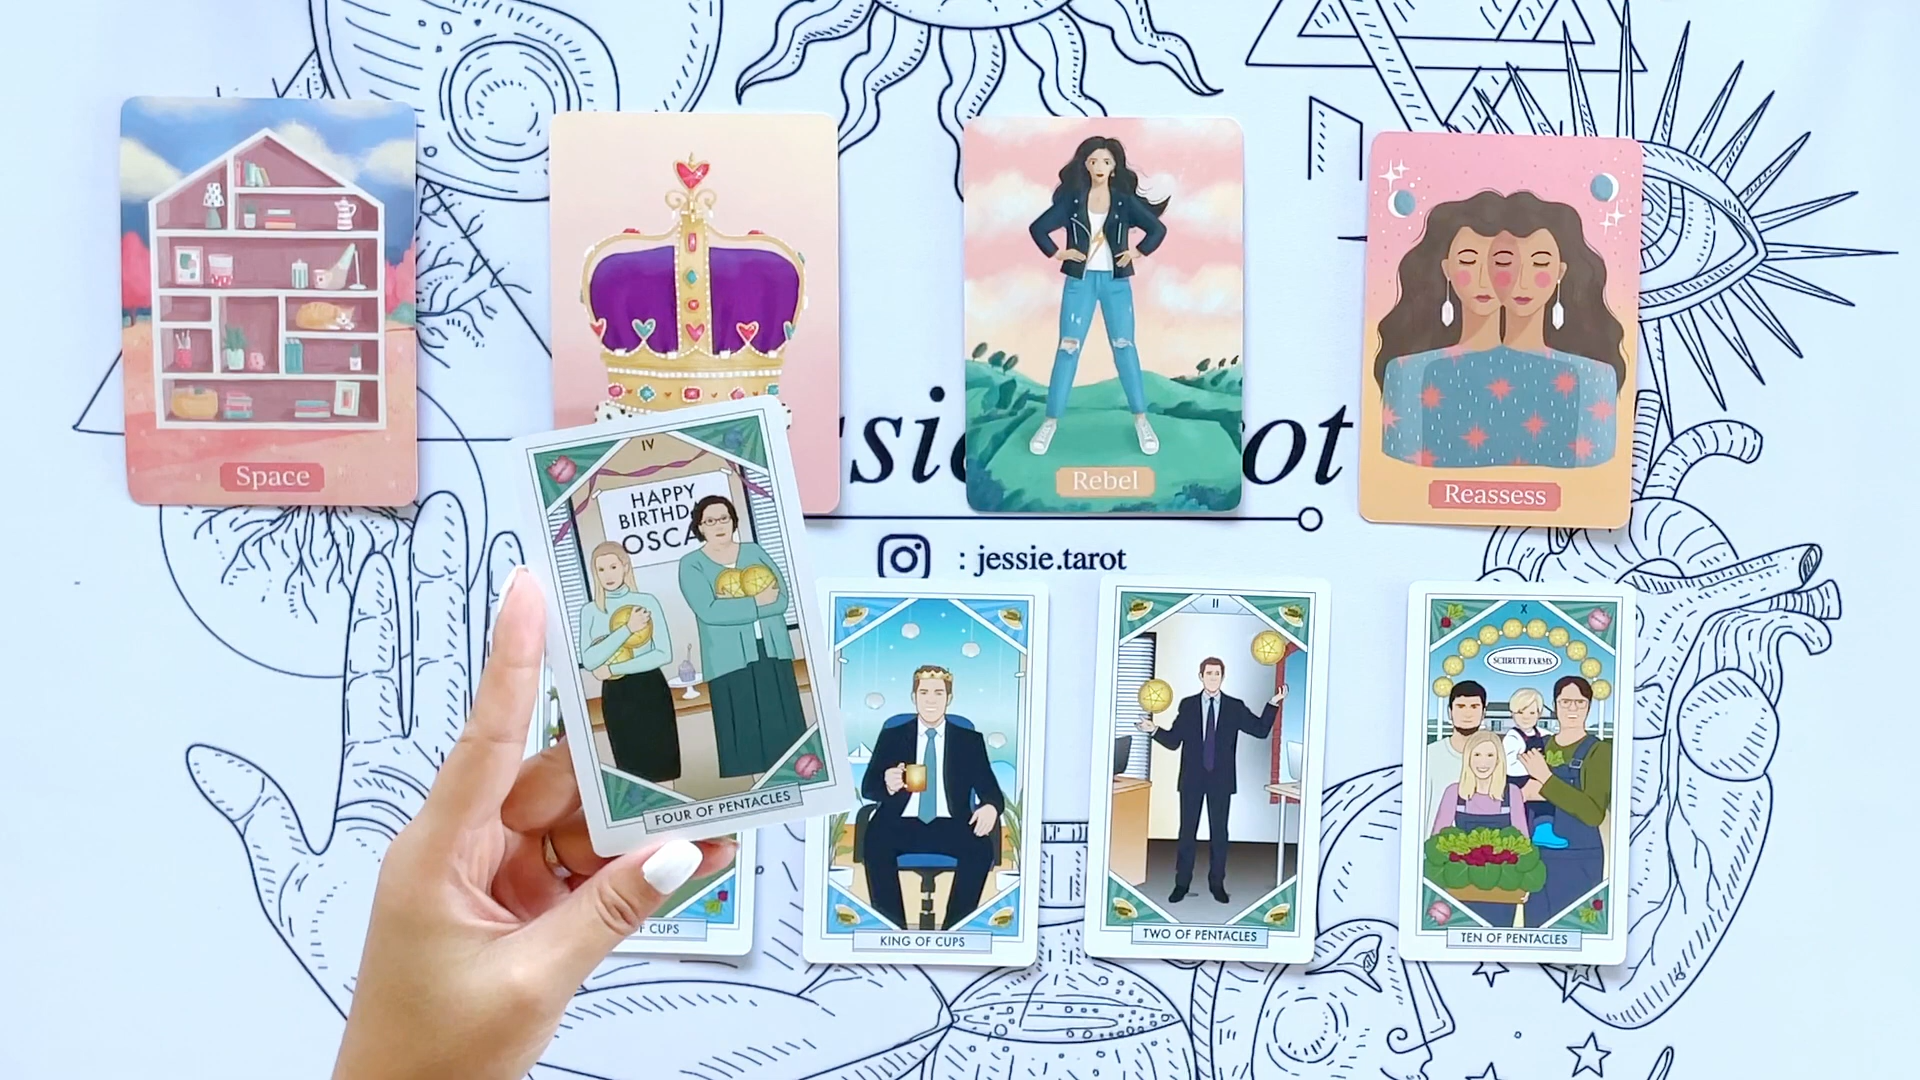 Space
Rebel
Reassess
ot
: jessie.tarot
IV
HAPPY
BIRTHD
OSCA
FOUR OF PENTACLES
F CUPS
KING OF CUPS
II
TWO OF PENTACLES
X
SCHRUTE FARMS
TEN OF PENTACLES